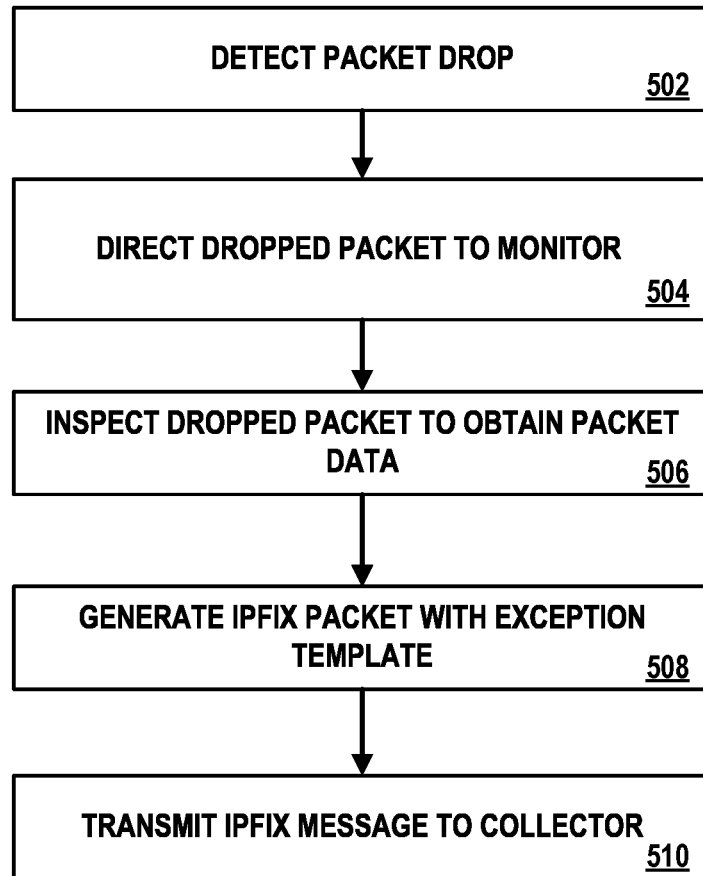 DETECT PACKET DROP
502
DIRECT DROPPED PACKET TO MONITOR
504
INSPECT DROPPED PACKET TO OBTAIN PACKET
DATA
506
GENERATE IPFIX PACKET WITH EXCEPTION
TEMPLATE
508
TRANSMIT IPFIX MESSAGE TO COLLECTOR
510